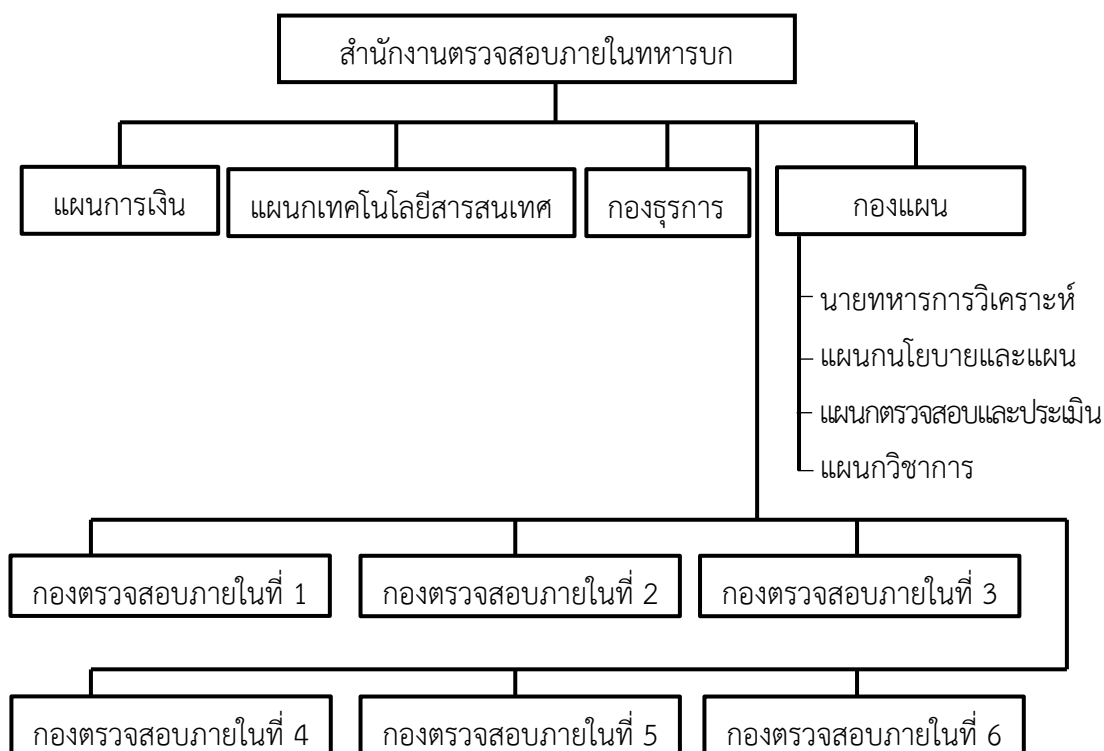 สำนักงานตรวจสอบภายในทหารบก
แผนการเงิน
แผนกเทคโนโลยีสารสนเทศ
กองธุรการ
กองแผน
นายทหารการวิเคราะห์
แผนกนโยบายและแผน
แผนกตรวจสอบและประเมิน
แผนกวิชาการ
กองตรวจสอบภายในที่ 1
กองตรวจสอบภายในที่ 2
กองตรวจสอบภายในที่ 3
กองตรวจสอบภายในที่ 4
กองตรวจสอบภายในที่ 5
กองตรวจสอบภายในที่ 6